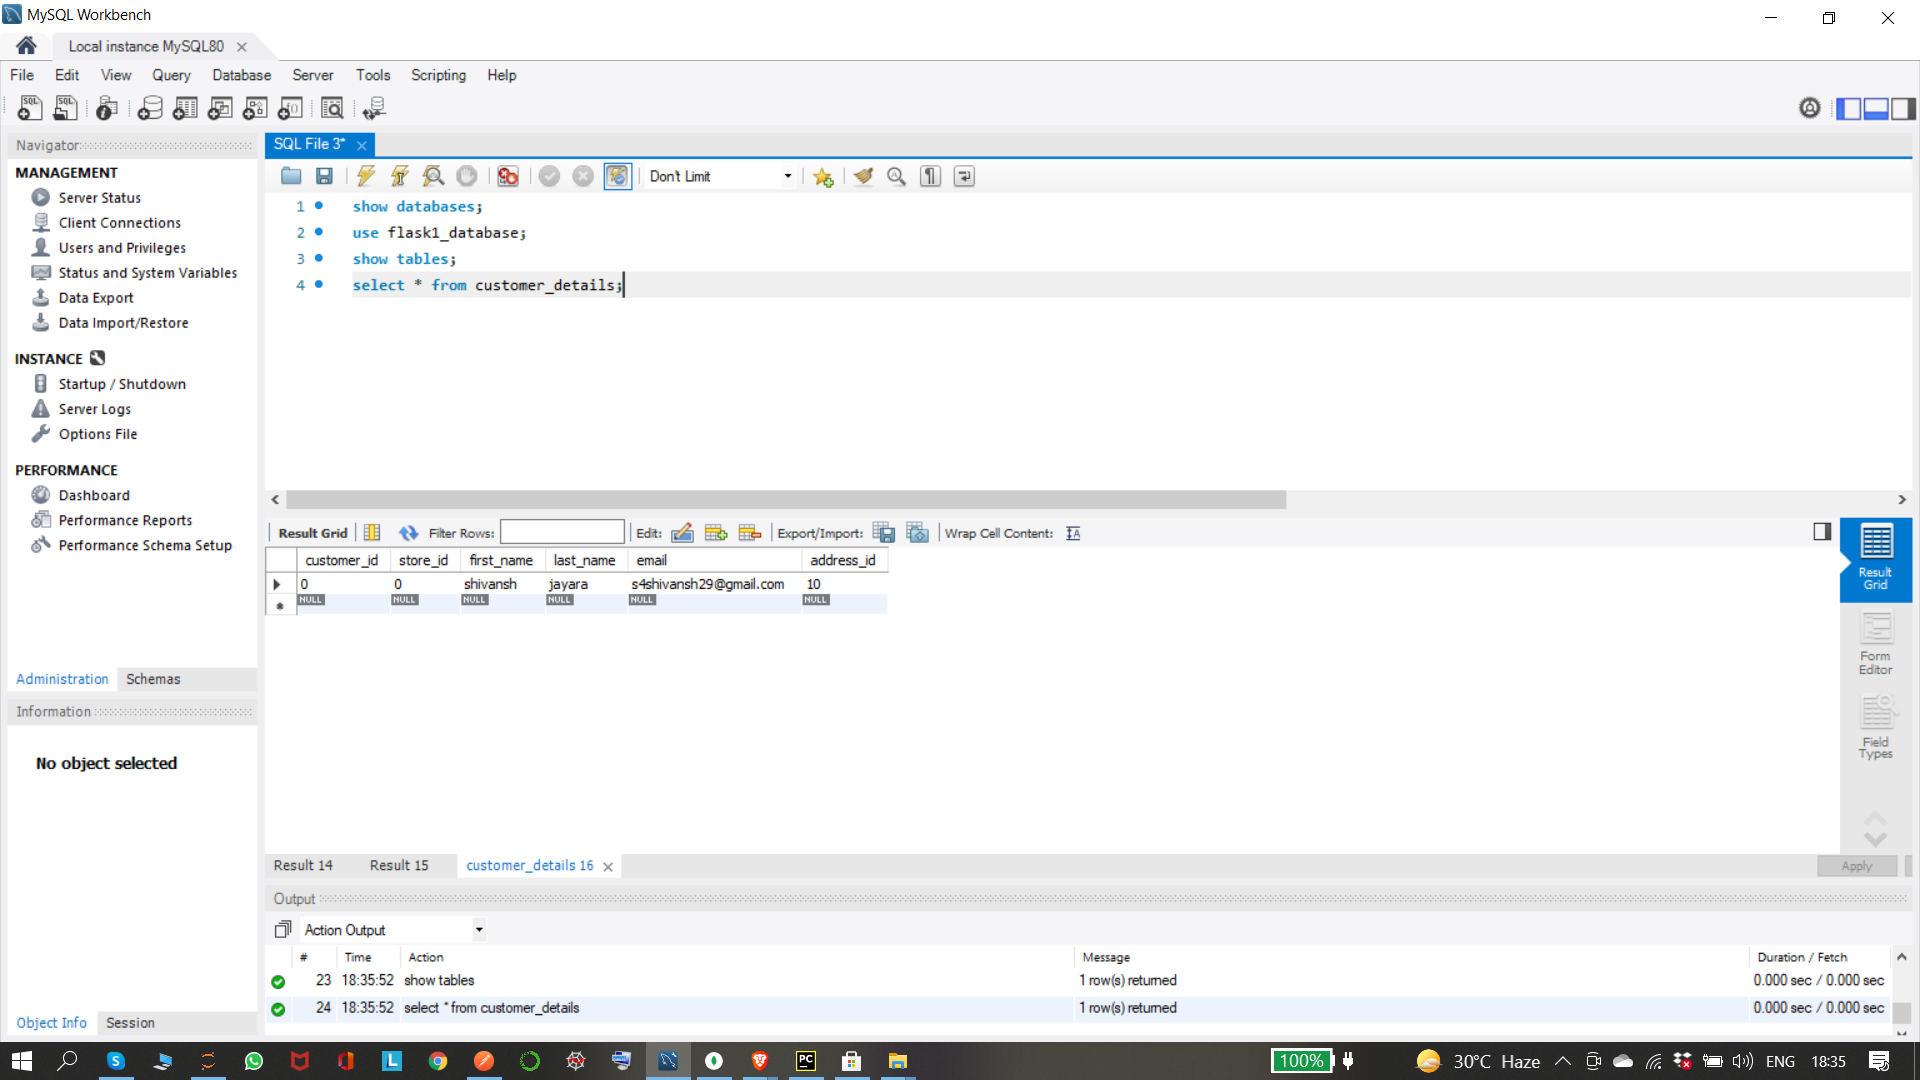 MySQL Workbench
Local instance MySQL80
File Edit View Query Database Server Tools Scripting Help
Navigator
MANAGEMENT
Server Status
Client Connections
Users and Privileges
Status and System Variables
Data Export
Data Import/Restore
INSTANCE
Startup / Shutdown
Server Logs
Options File
PERFORMANCE
Dashboard
Performance Reports
Performance Schema Setup
Administration Schemas
Information
No object selected
Object Info Session
SQL File 3*
Don't Limit
1 show databases;
2 use flask1_database;
3 show tables;
4 select * from customer_details;
Result Grid Filter Rows: Edit: Export/Import: Wrap Cell Content:
customer_id store_id first_name last_name email address_id
0 0 shivansh jayara s4shivansh29@gmail.com 10
NULL NULL NULL NULL NULL NULL
Result Grid
Form Editor
Field Types
Result 14 Result 15 customer_details 16
Apply
Output
Action Output
# Time Action Message Duration / Fetch
23 18:35:52 show tables 1 row(s) returned 0.000 sec / 0.000 sec
24 18:35:52 select * from customer_details 1 row(s) returned 0.000 sec / 0.000 sec
100% 30°C Haze ENG 18:35